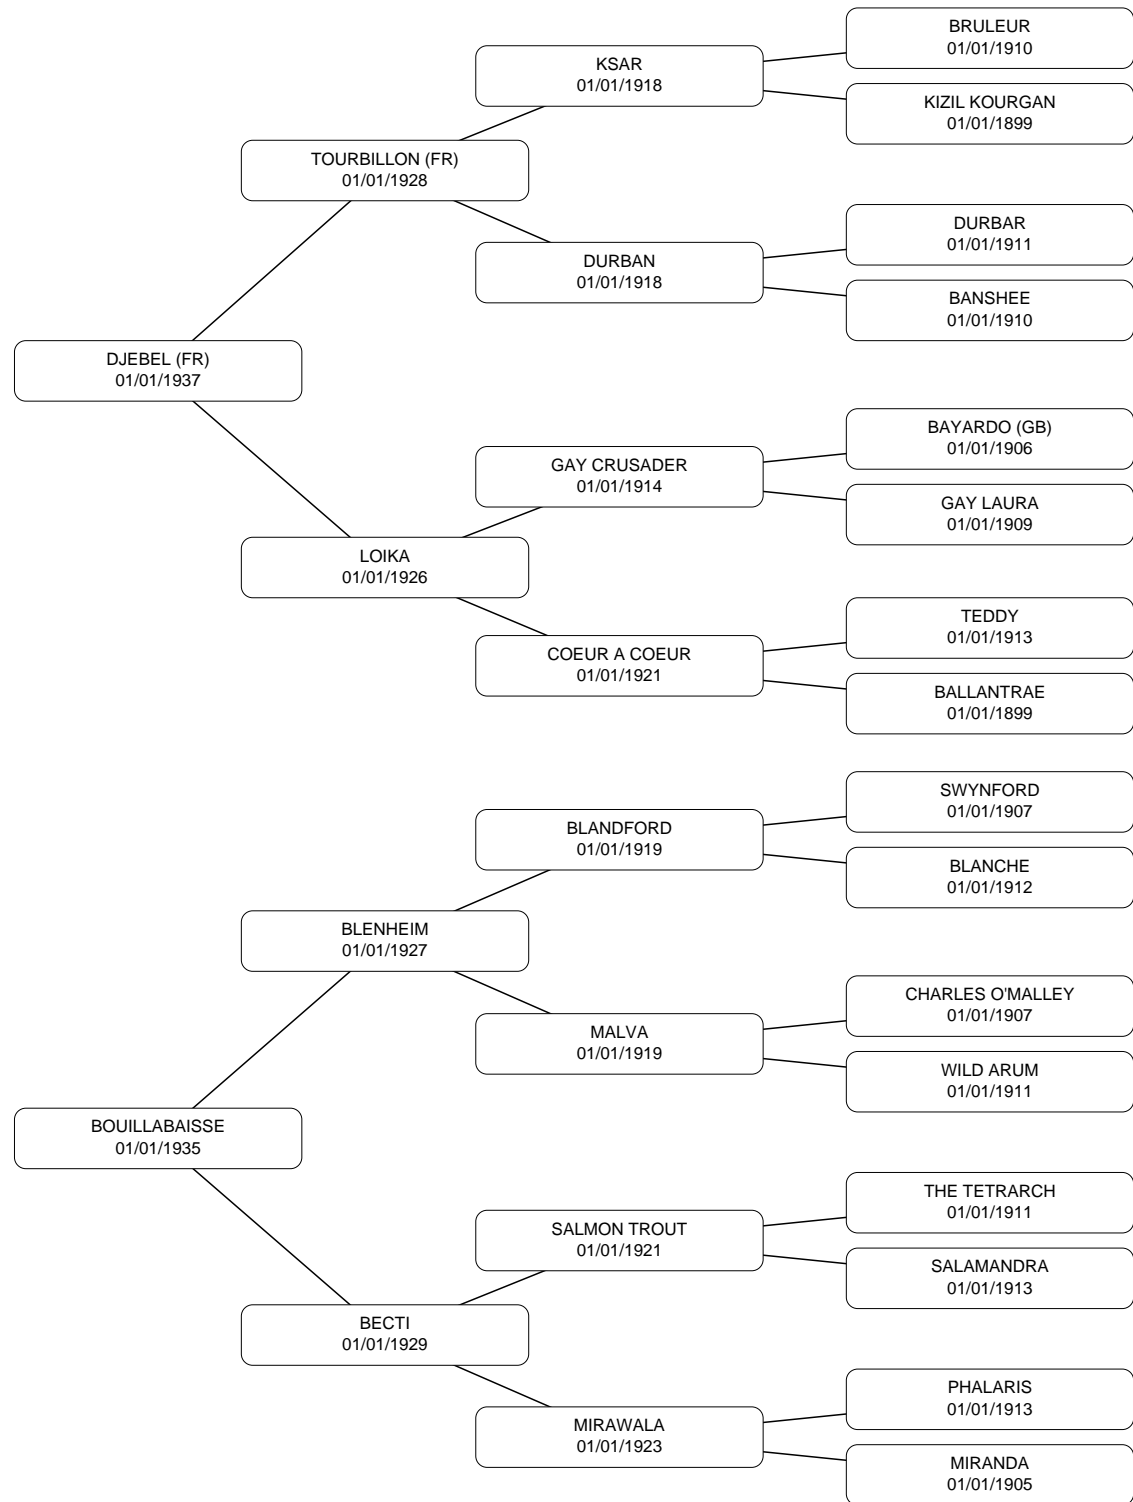 BRULEUR
01/01/1910
KSAR
01/01/1918
KIZIL KOURGAN
01/01/1899
TOURBILLON (FR)
01/01/1928
DURBAR
01/01/1911
DURBAN
01/01/1918
BANSHEE
01/01/1910
DJEBEL (FR)
01/01/1937
BAYARDO (GB)
01/01/1906
GAY CRUSADER
01/01/1914
GAY LAURA
01/01/1909
LOIKA
01/01/1926
TEDDY
01/01/1913
COEUR A COEUR
01/01/1921
BALLANTRAE
01/01/1899
SWYNFORD
01/01/1907
BLANDFORD
01/01/1919
BLANCHE
01/01/1912
BLENHEIM
01/01/1927
CHARLES O'MALLEY
01/01/1907
MALVA
01/01/1919
WILD ARUM
01/01/1911
BOUILLABAISSE
01/01/1935
THE TETRARCH
01/01/1911
SALMON TROUT
01/01/1921
SALAMANDRA
01/01/1913
BECTI
01/01/1929
PHALARIS
01/01/1913
MIRAWALA
01/01/1923
MIRANDA
01/01/1905